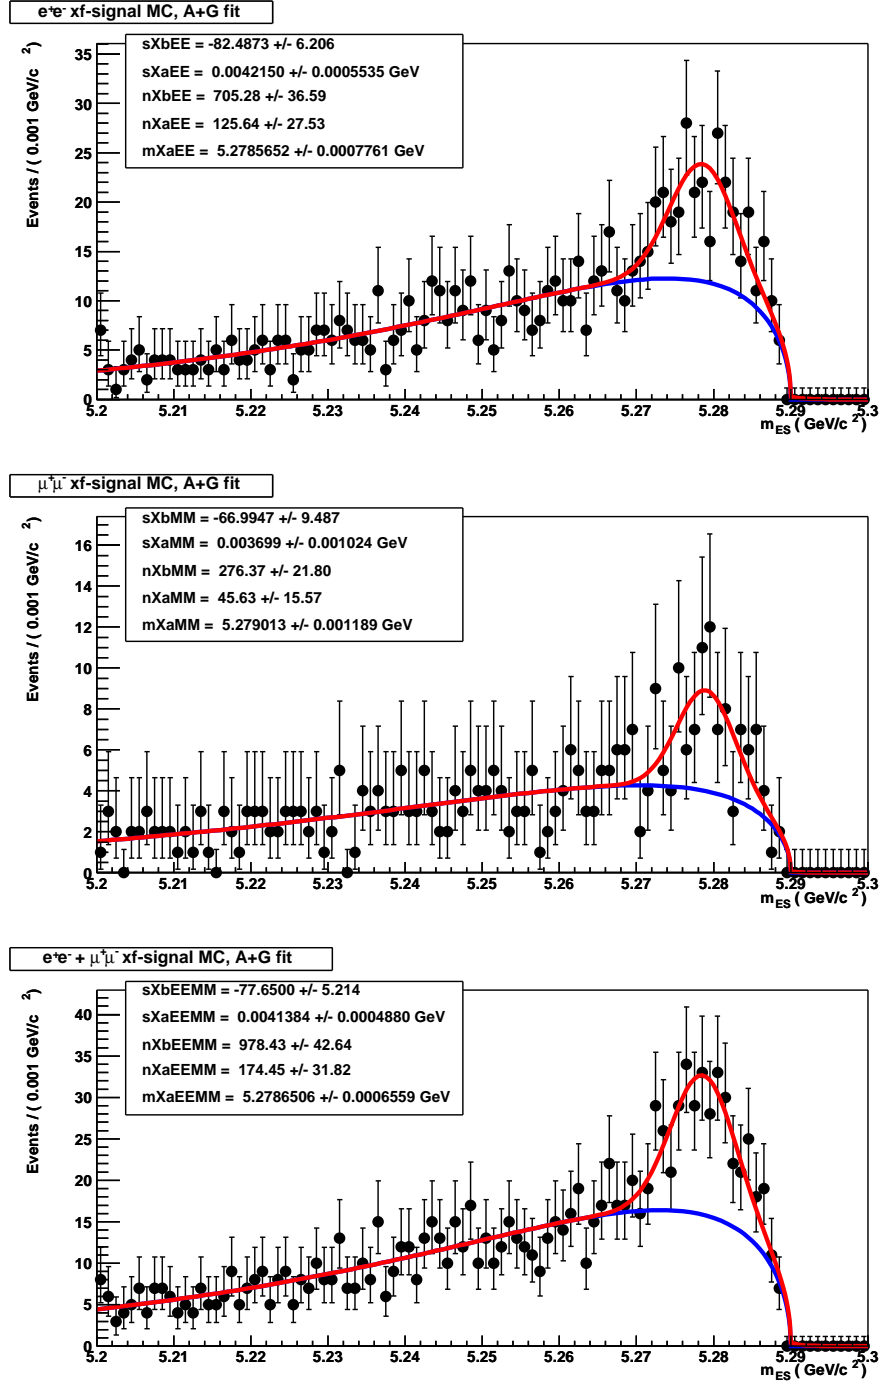 e⁺e⁻ xf-signal MC, A+G fit
sXbEE = -82.4873 +/- 6.206
sXaEE = 0.0042150 +/- 0.0005535 GeV
nXbEE = 705.28 +/- 36.59
nXaEE = 125.64 +/- 27.53
mXaEE = 5.2785652 +/- 0.0007761 GeV
Events / ( 0.001 GeV/c ²)
35
30
25
20
15
10
5
0
5.2 5.21 5.22 5.23 5.24 5.25 5.26 5.27 5.28 5.29 5.3
m_ES ( GeV/c ²)
μ⁺μ⁻ xf-signal MC, A+G fit
sXbMM = -66.9947 +/- 9.487
sXaMM = 0.003699 +/- 0.001024 GeV
nXbMM = 276.37 +/- 21.80
nXaMM = 45.63 +/- 15.57
mXaMM = 5.279013 +/- 0.001189 GeV
Events / ( 0.001 GeV/c ²)
16
14
12
10
8
6
4
2
0
5.2 5.21 5.22 5.23 5.24 5.25 5.26 5.27 5.28 5.29 5.3
m_ES ( GeV/c ²)
e⁺e⁻ + μ⁺μ⁻ xf-signal MC, A+G fit
sXbEEMM = -77.6500 +/- 5.214
sXaEEMM = 0.0041384 +/- 0.0004880 GeV
nXbEEMM = 978.43 +/- 42.64
nXaEEMM = 174.45 +/- 31.82
mXaEEMM = 5.2786506 +/- 0.0006559 GeV
Events / ( 0.001 GeV/c ²)
40
35
30
25
20
15
10
5
0
5.2 5.21 5.22 5.23 5.24 5.25 5.26 5.27 5.28 5.29 5.3
m_ES ( GeV/c ²)